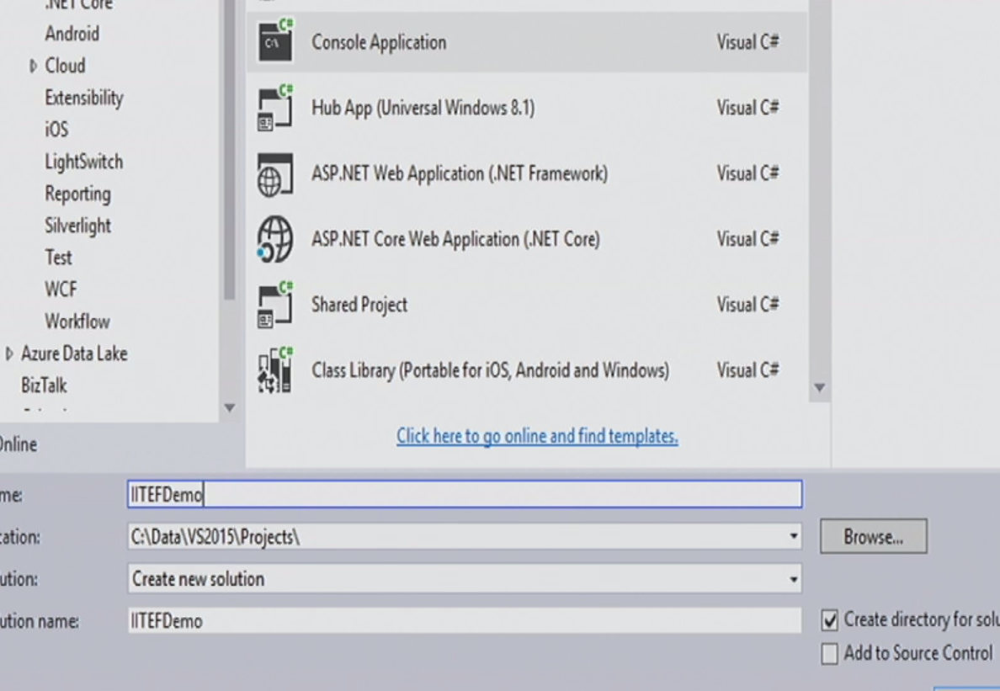 .NET Core
Android
Cloud
Extensibility
iOS
LightSwitch
Reporting
Silverlight
Test
WCF
Workflow
Azure Data Lake
BizTalk
Online
C#
C:\
Console Application Visual C#
C#
Hub App (Universal Windows 8.1) Visual C#
ASP.NET Web Application (.NET Framework) Visual C#
ASP.NET Core Web Application (.NET Core) Visual C#
C#
Shared Project Visual C#
C#
Class Library (Portable for iOS, Android and Windows) Visual C#
Click here to go online and find templates.
me: IITEFDemo
cation: C:\Data\VS2015\Projects\ Browse...
ution: Create new solution
ution name: IITEFDemo
Create directory for solu
Add to Source Control